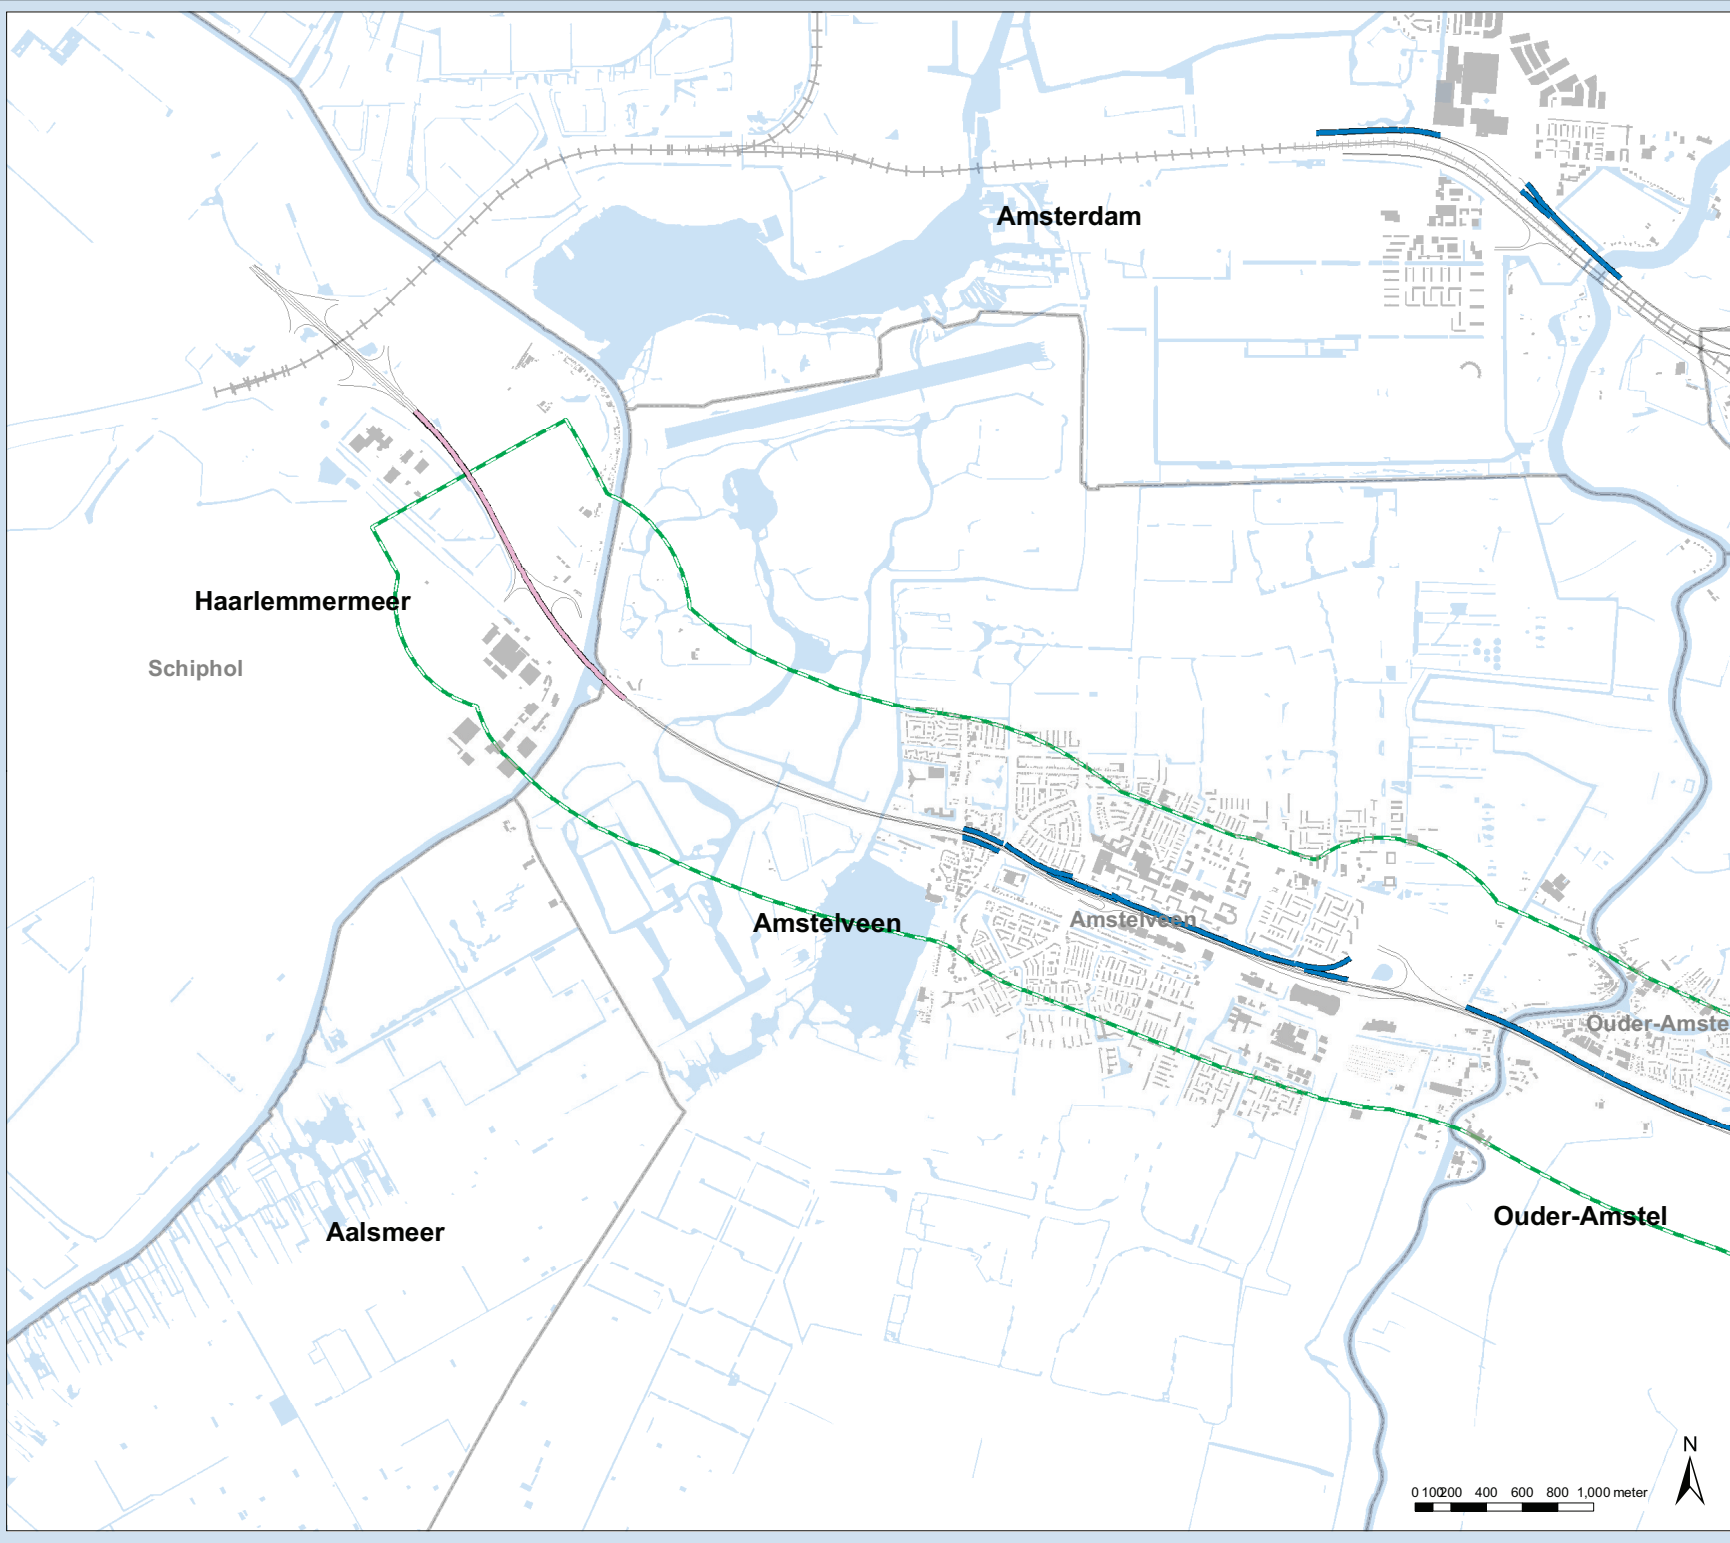 Amsterdam
Haarlemmermeer
Schiphol
Amstelveen
Amstelveen
Ouder-Amste
Ouder-Amstel
Aalsmeer
N
0 100 200 400 600 800 1,000 meter